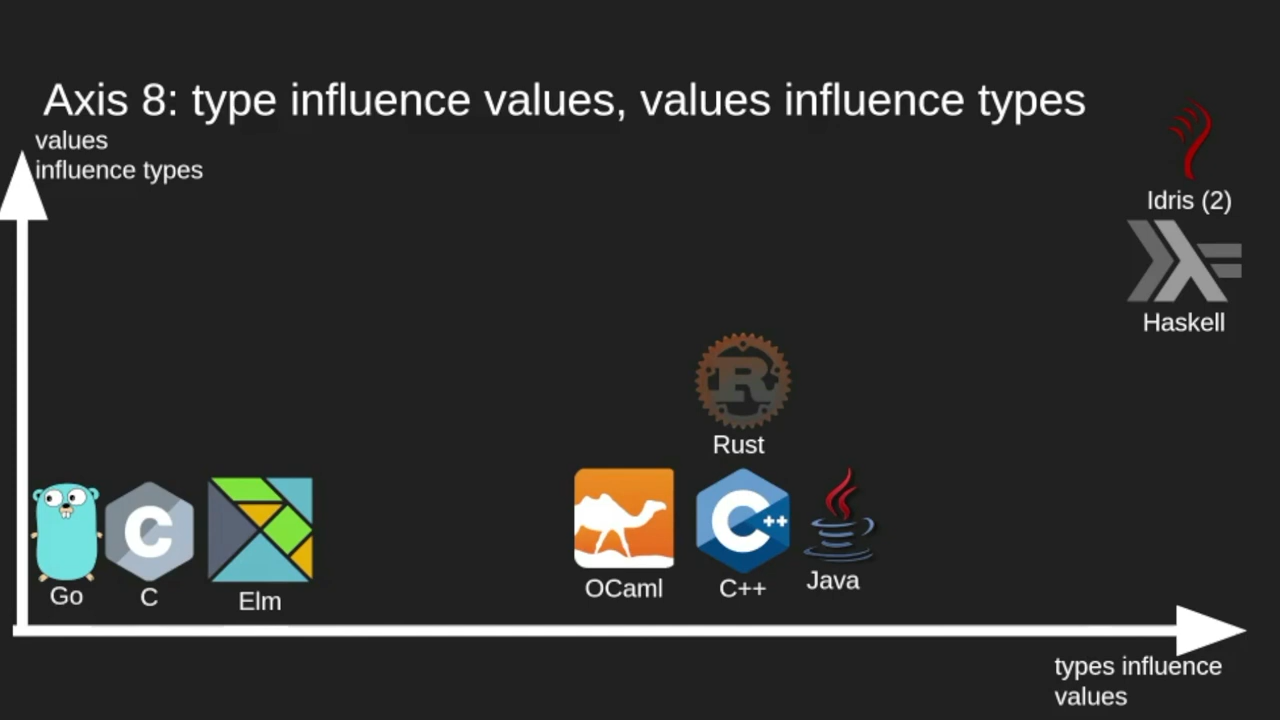 Axis 8: type influence values, values influence types
values
influence types
Idris (2)
Haskell
R
Rust
C
C
++
Go
C
Elm
OCaml
C++
Java
types influence
values